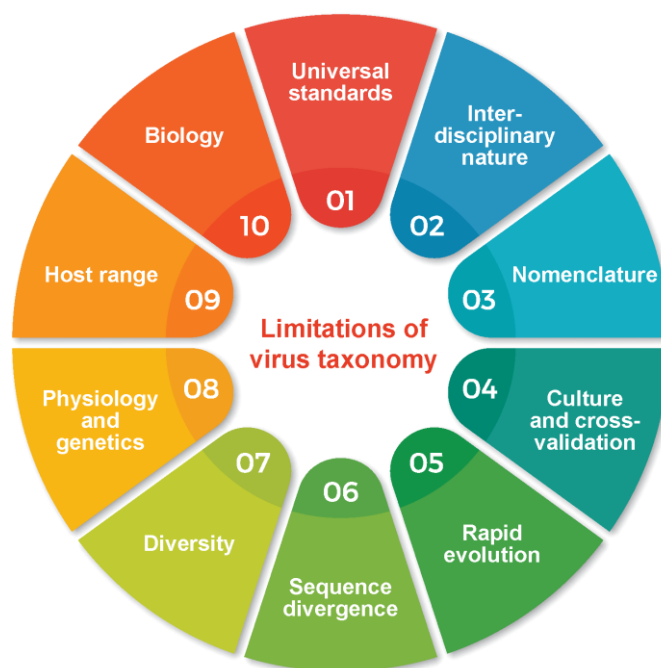 Limitations of
virus taxonomy
Universal
standards
01
Inter-
disciplinary
nature
02
Nomenclature
03
Culture
and cross-
validation
04
Rapid
evolution
05
Sequence
divergence
06
Diversity
07
Physiology
and
genetics
08
Host range
09
Biology
10